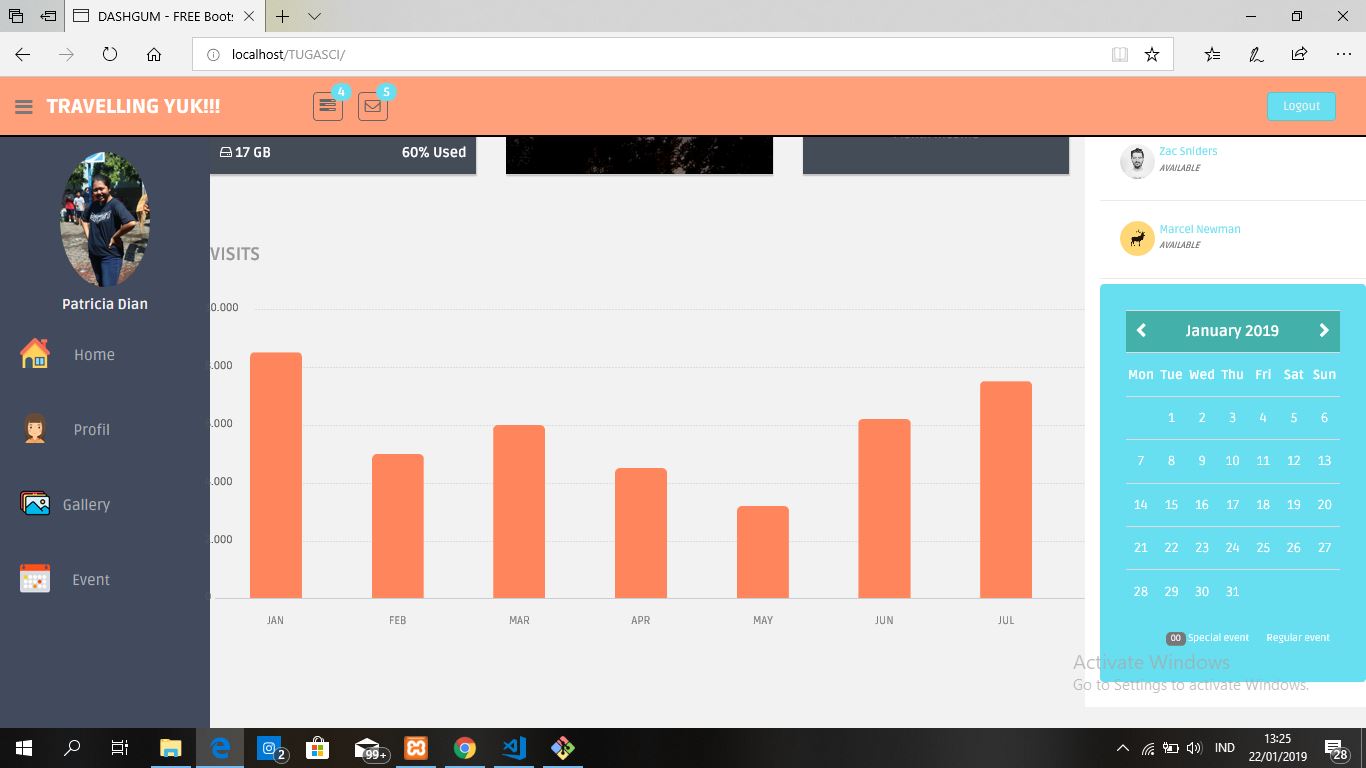 DASHGUM - FREE Boots
localhost/TUGASCI/
TRAVELLING YUK!!!
4
5
Logout
17 GB
60% Used
Zac Sniders
AVAILABLE
Marcel Newman
AVAILABLE
Patricia Dian
Home
Profil
Gallery
Event
VISITS
0.000
.000
.000
.000
.000
0
JAN FEB MAR APR MAY JUN JUL
January 2019
Mon Tue Wed Thu Fri Sat Sun
1 2 3 4 5 6
7 8 9 10 11 12 13
14 15 16 17 18 19 20
21 22 23 24 25 26 27
28 29 30 31
00 Special event Regular event
Activate Windows
Go to Settings to activate Windows.
2
99+
IND
13:25
22/01/2019
28